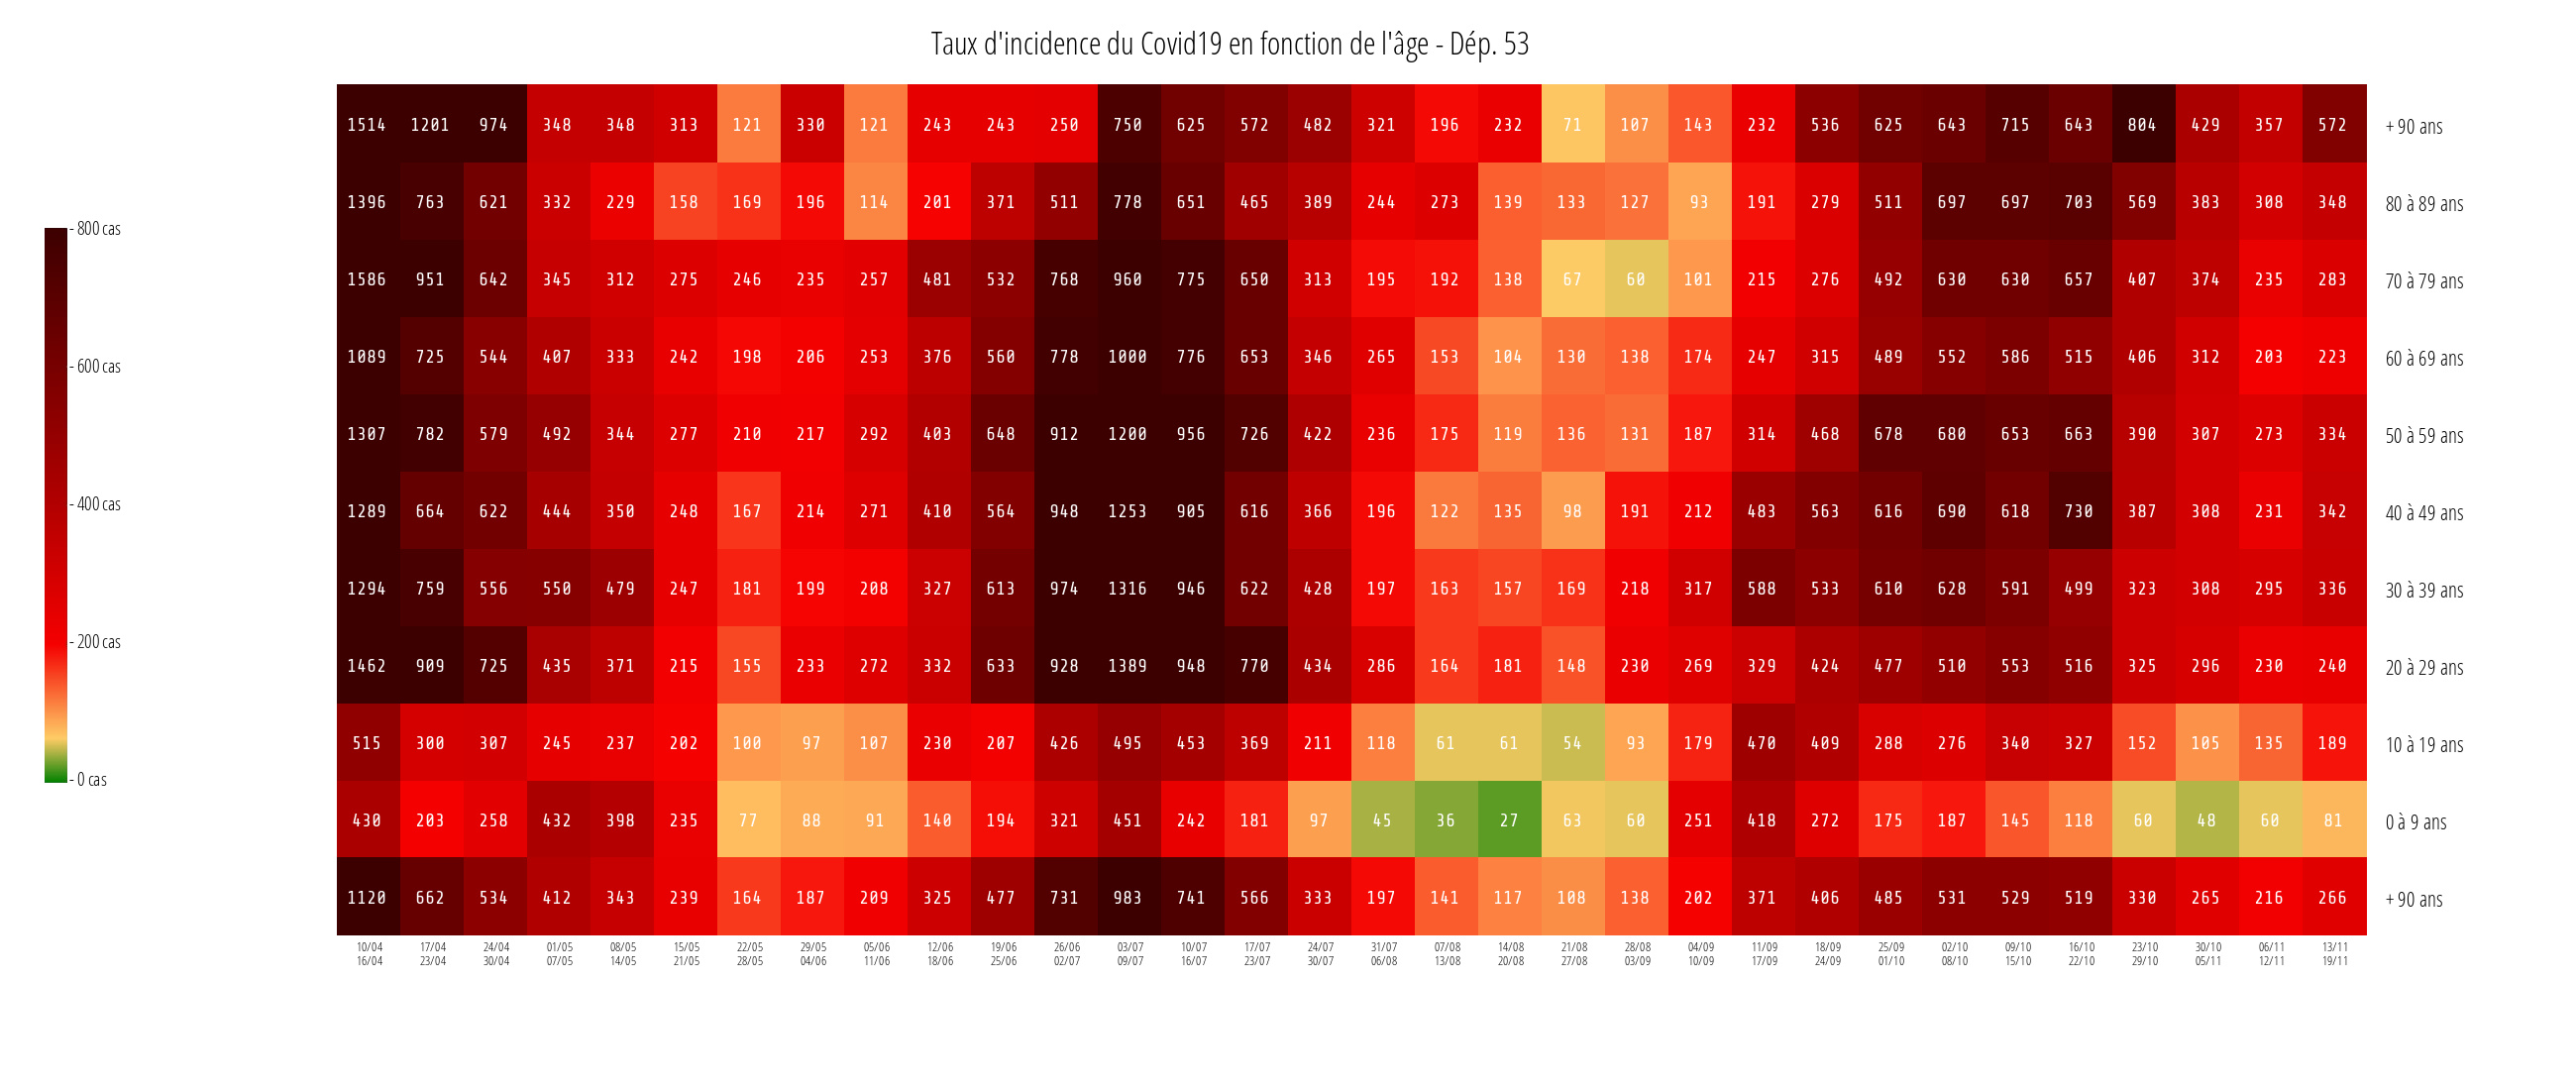 Taux d'incidence du Covid19 en fonction de l'âge - Dép. 53
- 800 cas
- 600 cas
- 400 cas
- 200 cas
- 0 cas
1514 1201 974 348 348 313 121 330 121 243 243 250 750 625 572 482 321 196 232 71 107 143 232 536 625 643 715 643 804 429 357 572 + 90 ans
1396 763 621 332 229 158 169 196 114 201 371 511 778 651 465 389 244 273 139 133 127 93 191 279 511 697 697 703 569 383 308 348 80 à 89 ans
1586 951 642 345 312 275 246 235 257 481 532 768 960 775 650 313 195 192 138 67 60 101 215 276 492 630 630 657 407 374 235 283 70 à 79 ans
1089 725 544 407 333 242 198 206 253 376 560 778 1000 776 653 346 265 153 104 130 138 174 247 315 489 552 586 515 406 312 203 223 60 à 69 ans
1307 782 579 492 344 277 210 217 292 403 648 912 1200 956 726 422 236 175 119 136 131 187 314 468 678 680 653 663 390 307 273 334 50 à 59 ans
1289 664 622 444 350 248 167 214 271 410 564 948 1253 905 616 366 196 122 135 98 191 212 483 563 616 690 618 730 387 308 231 342 40 à 49 ans
1294 759 556 550 479 247 181 199 208 327 613 974 1316 946 622 428 197 163 157 169 218 317 588 533 610 628 591 499 323 308 295 336 30 à 39 ans
1462 909 725 435 371 215 155 233 272 332 633 928 1389 948 770 434 286 164 181 148 230 269 329 424 477 510 553 516 325 296 230 240 20 à 29 ans
515 300 307 245 237 202 100 97 107 230 207 426 495 453 369 211 118 61 61 54 93 179 470 409 288 276 340 327 152 105 135 189 10 à 19 ans
430 203 258 432 398 235 77 88 91 140 194 321 451 242 181 97 45 36 27 63 60 251 418 272 175 187 145 118 60 48 60 81 0 à 9 ans
1120 662 534 412 343 239 164 187 209 325 477 731 983 741 566 333 197 141 117 108 138 202 371 406 485 531 529 519 330 265 216 266 + 90 ans
10/04 17/04 24/04 01/05 08/05 15/05 22/05 29/05 05/06 12/06 19/06 26/06 03/07 10/07 17/07 24/07 31/07 07/08 14/08 21/08 28/08 04/09 11/09 18/09 25/09 02/10 09/10 16/10 23/10 30/10 06/11 13/11
16/04 23/04 30/04 07/05 14/05 21/05 28/05 04/06 11/06 18/06 25/06 02/07 09/07 16/07 23/07 30/07 06/08 13/08 20/08 27/08 03/09 10/09 17/09 24/09 01/10 08/10 15/10 22/10 29/10 05/11 12/11 19/11